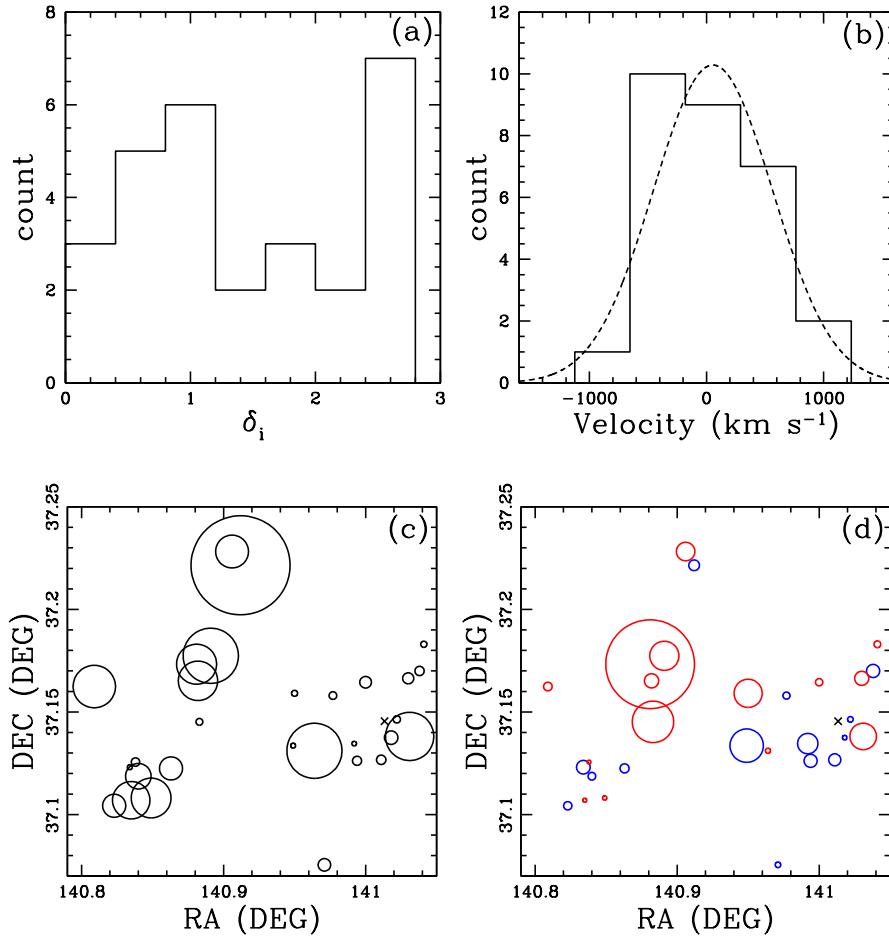 (a)
count
8
6
4
2
0
0
1
2
3
δi
(b)
count
12
10
8
6
4
2
0
-1000
0
1000
Velocity (km s⁻¹)
(c)
DEC (DEG)
37.25
37.2
37.15
37.1
140.8
140.9
141
RA (DEG)
(d)
DEC (DEG)
37.25
37.2
37.15
37.1
140.8
140.9
141
RA (DEG)